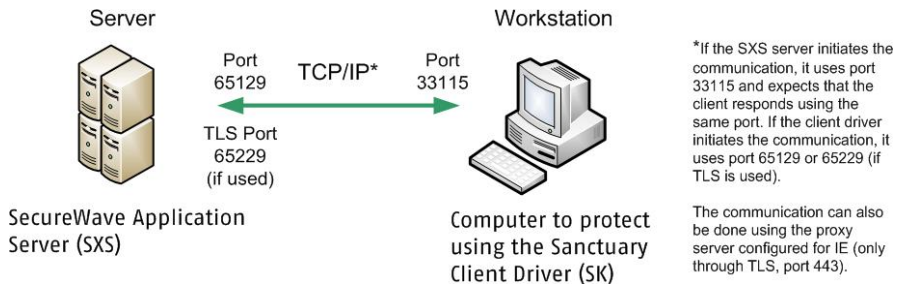 Server
Workstation
Port
65129
TCP/IP*
Port
33115
TLS Port
65229
(if used)
SecureWave Application
Server (SXS)
Computer to protect
using the Sanctuary
Client Driver (SK)
*If the SXS server initiates the
communication, it uses port
33115 and expects that the
client responds using the
same port. If the client driver
initiates the communication, it
uses port 65129 or 65229 (if
TLS is used).
The communication can also
be done using the proxy
server configured for IE (only
through TLS, port 443).